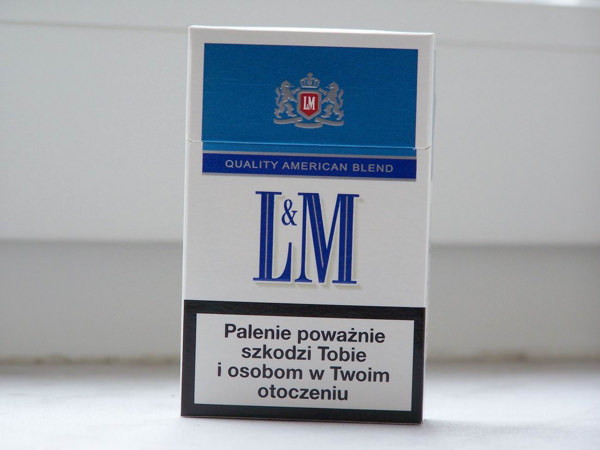 LM
QUALITY AMERICAN BLEND
L&M
Palenie poważnie
szkodzi Tobie
i osobom w Twoim
otoczeniu